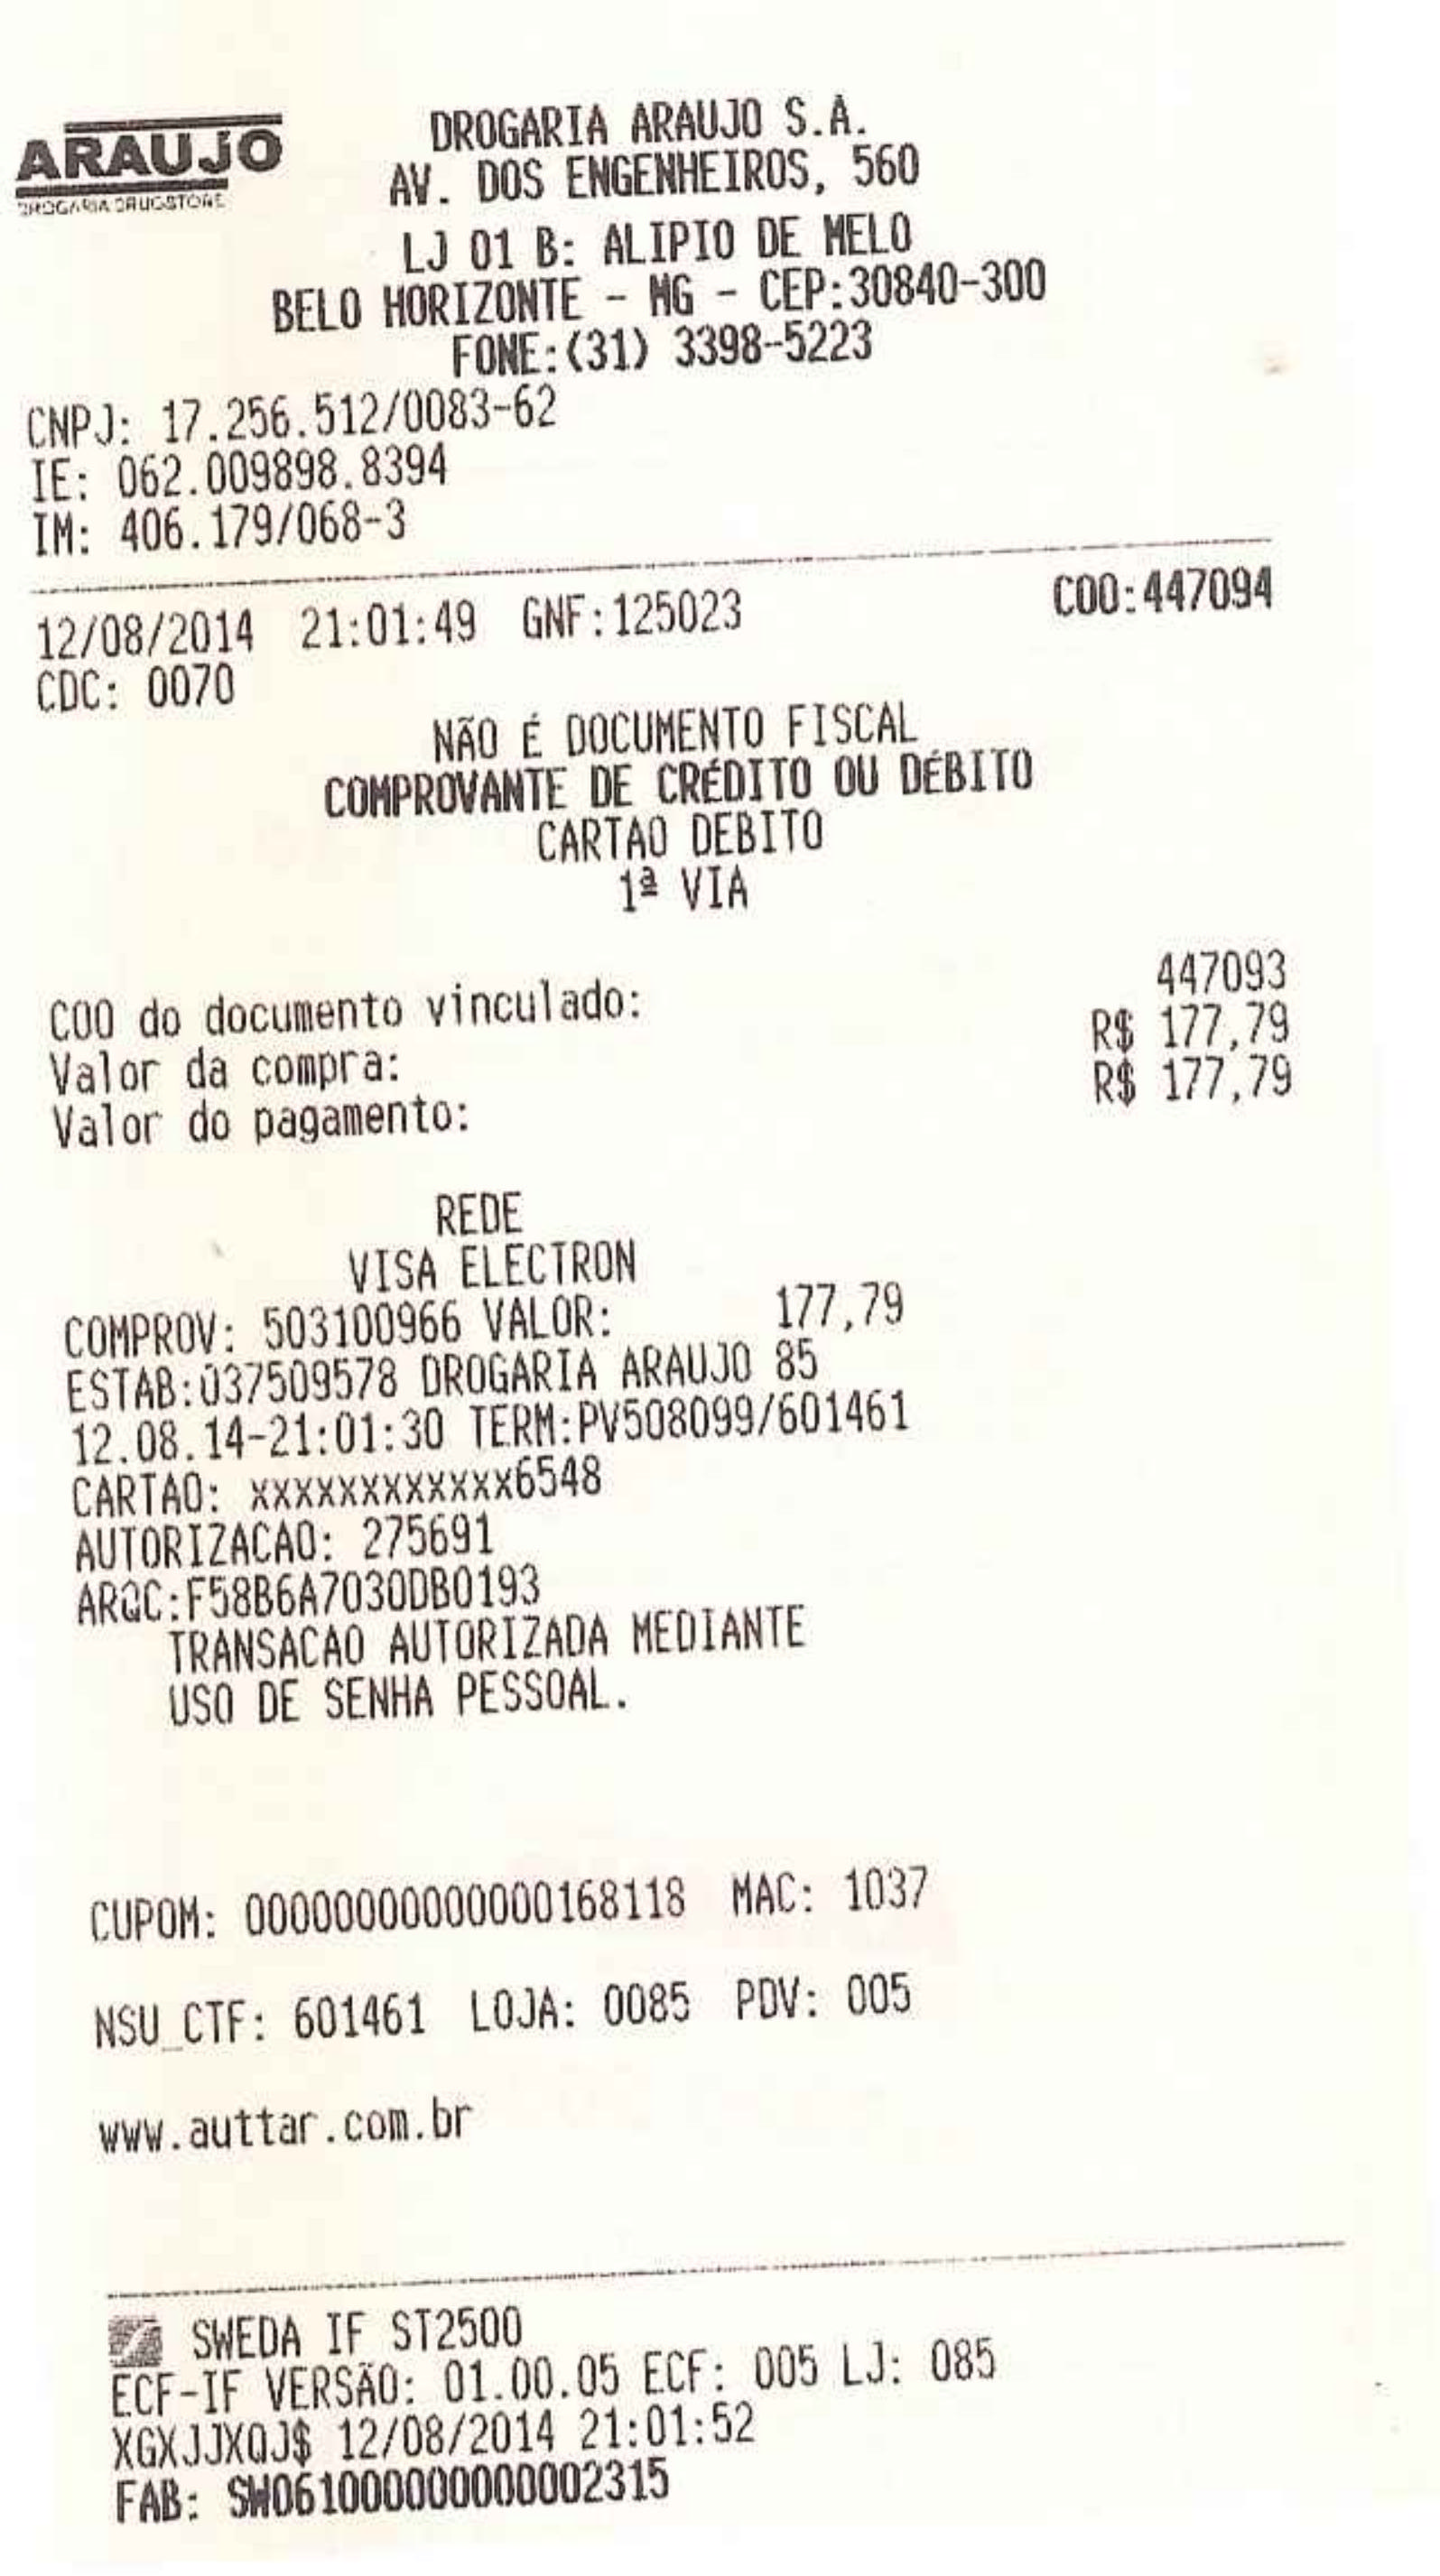 ARAUJO
DROGARIA DRUGSTORE
DROGARIA ARAUJO S.A.
AV. DOS ENGENHEIROS, 560
LJ 01 B: ALIPIO DE MELO
BELO HORIZONTE - MG - CEP:30840-300
FONE:(31) 3398-5223
CNPJ: 17.256.512/0083-62
IE: 062.009898.8394
IM: 406.179/068-3
12/08/2014 21:01:49 GNF:125023 COO:447094
CDC: 0070
NÃO É DOCUMENTO FISCAL
COMPROVANTE DE CRÉDITO OU DÉBITO
CARTAO DEBITO
1ª VIA
COO do documento vinculado: 447093
Valor da compra: R$ 177,79
Valor do pagamento: R$ 177,79
REDE
VISA ELECTRON
COMPROV: 503100966 VALOR: 177,79
ESTAB:037509578 DROGARIA ARAUJO 85
12.08.14-21:01:30 TERM:PV508099/601461
CARTAO: xxxxxxxxxxxx6548
AUTORIZACAO: 275691
ARQC:F58B6A7030DB0193
TRANSACAO AUTORIZADA MEDIANTE
USO DE SENHA PESSOAL.
CUPOM: 00000000000000168118 MAC: 1037
NSU_CTF: 601461 LOJA: 0085 PDV: 005
www.auttar.com.br
SWEDA IF ST2500
ECF-IF VERSÃO: 01.00.05 ECF: 005 LJ: 085
XGXJJXQJ$ 12/08/2014 21:01:52
FAB: SW061000000000002315